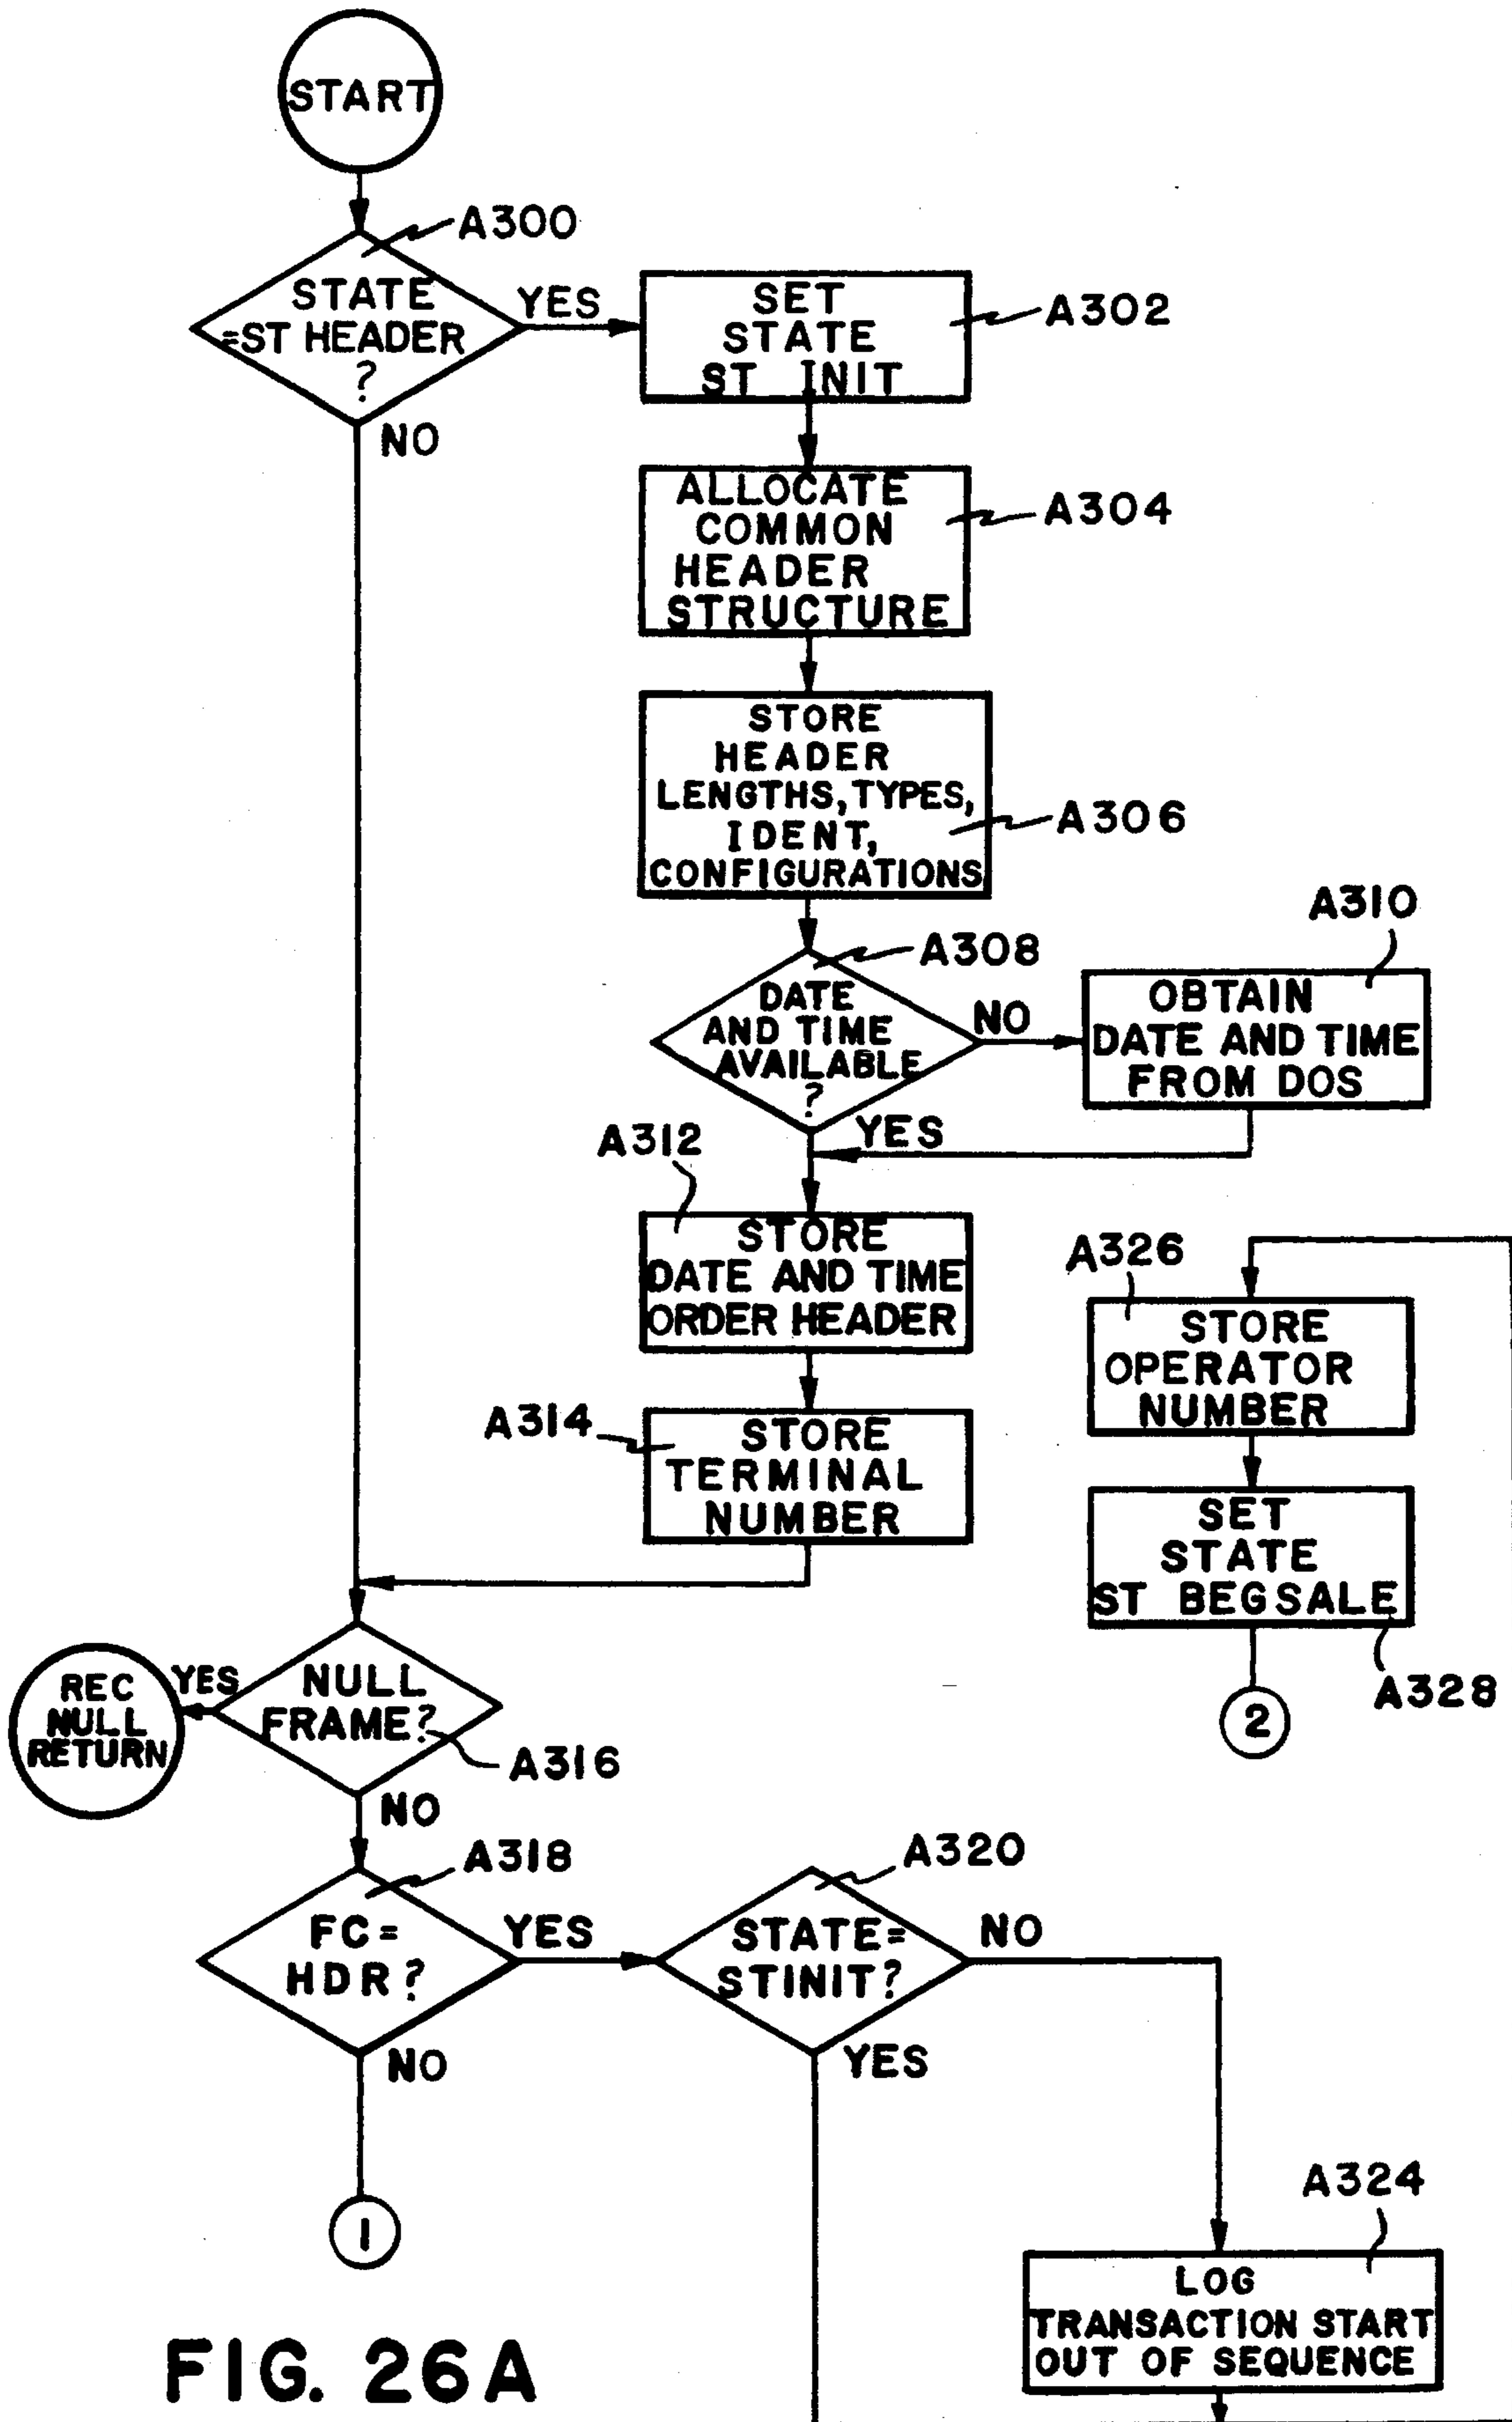 START
A300
STATE
=ST HEADER
?
YES
NO
SET
STATE
ST INIT
A302
ALLOCATE
COMMON
HEADER
STRUCTURE
A304
STORE
HEADER
LENGTHS, TYPES,
IDENT,
CONFIGURATIONS
A306
A308
DATE
AND TIME
AVAILABLE
?
NO
YES
A310
OBTAIN
DATE AND TIME
FROM DOS
A312
STORE
DATE AND TIME
ORDER HEADER
A314
STORE
TERMINAL
NUMBER
A326
STORE
OPERATOR
NUMBER
SET
STATE
ST BEGSALE
A328
2
REC
NULL
RETURN
YES
NULL
FRAME?
A316
NO
A318
FC=
HDR?
YES
NO
1
A320
STATE=
STINIT?
NO
YES
A324
LOG
TRANSACTION START
OUT OF SEQUENCE
FIG. 26A